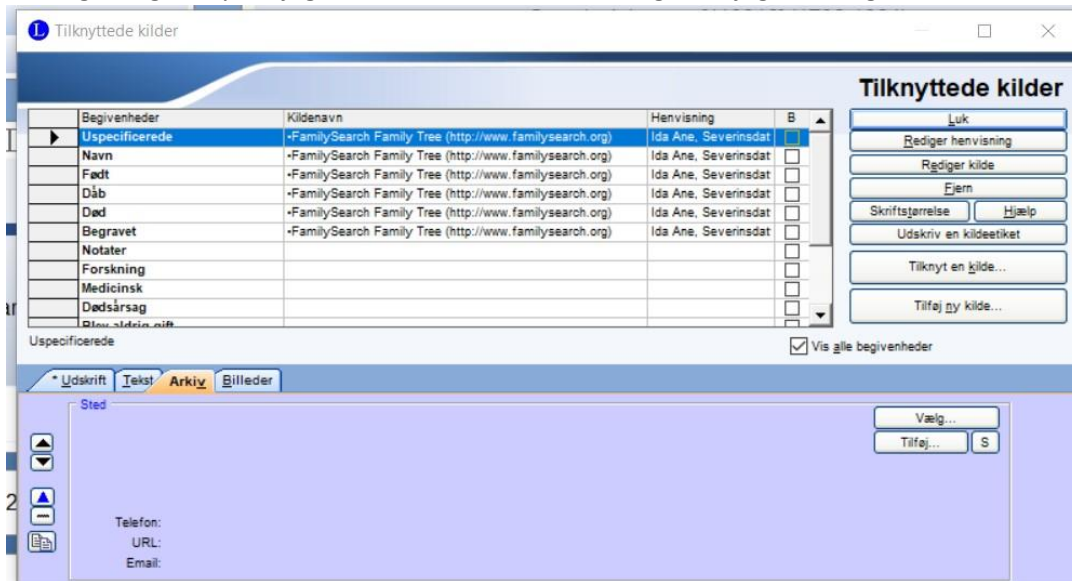 Tilknyttede kilder
Tilknyttede kilder
Begivenheder Kildenavn Henvisning B
Uspecificerede •FamilySearch Family Tree (http://www.familysearch.org) Ida Ane, Severinsdat
Navn •FamilySearch Family Tree (http://www.familysearch.org) Ida Ane, Severinsdat
Født •FamilySearch Family Tree (http://www.familysearch.org) Ida Ane, Severinsdat
Dåb •FamilySearch Family Tree (http://www.familysearch.org) Ida Ane, Severinsdat
Død •FamilySearch Family Tree (http://www.familysearch.org) Ida Ane, Severinsdat
Begravet •FamilySearch Family Tree (http://www.familysearch.org) Ida Ane, Severinsdat
Notater
Forskning
Medicinsk
Dødsårsag
Blev aldrig gift
Luk
Rediger henvisning
Rediger kilde
Fjern
Skriftstørrelse Hjælp
Udskriv en kildeetiket
Tilknyt en kilde...
Tilføj ny kilde...
Uspecificerede
Vis alle begivenheder
* Udskrift Tekst Arkiv Billeder
Sted
Vælg...
Tilføj... S
Telefon:
URL:
Email: